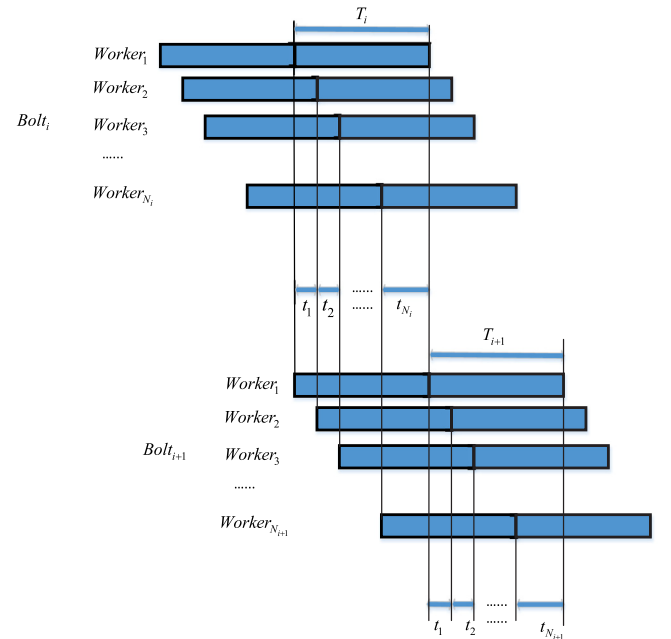 T_i
Worker_1
Worker_2
Bolt_i Worker_3
......
Worker_{N_i}
......
t_1 t_2 ...... t_{N_i}
T_{i+1}
Worker_1
Worker_2
Bolt_{i+1} Worker_3
......
Worker_{N_{i+1}}
......
t_1 t_2 ...... t_{N_{i+1}}